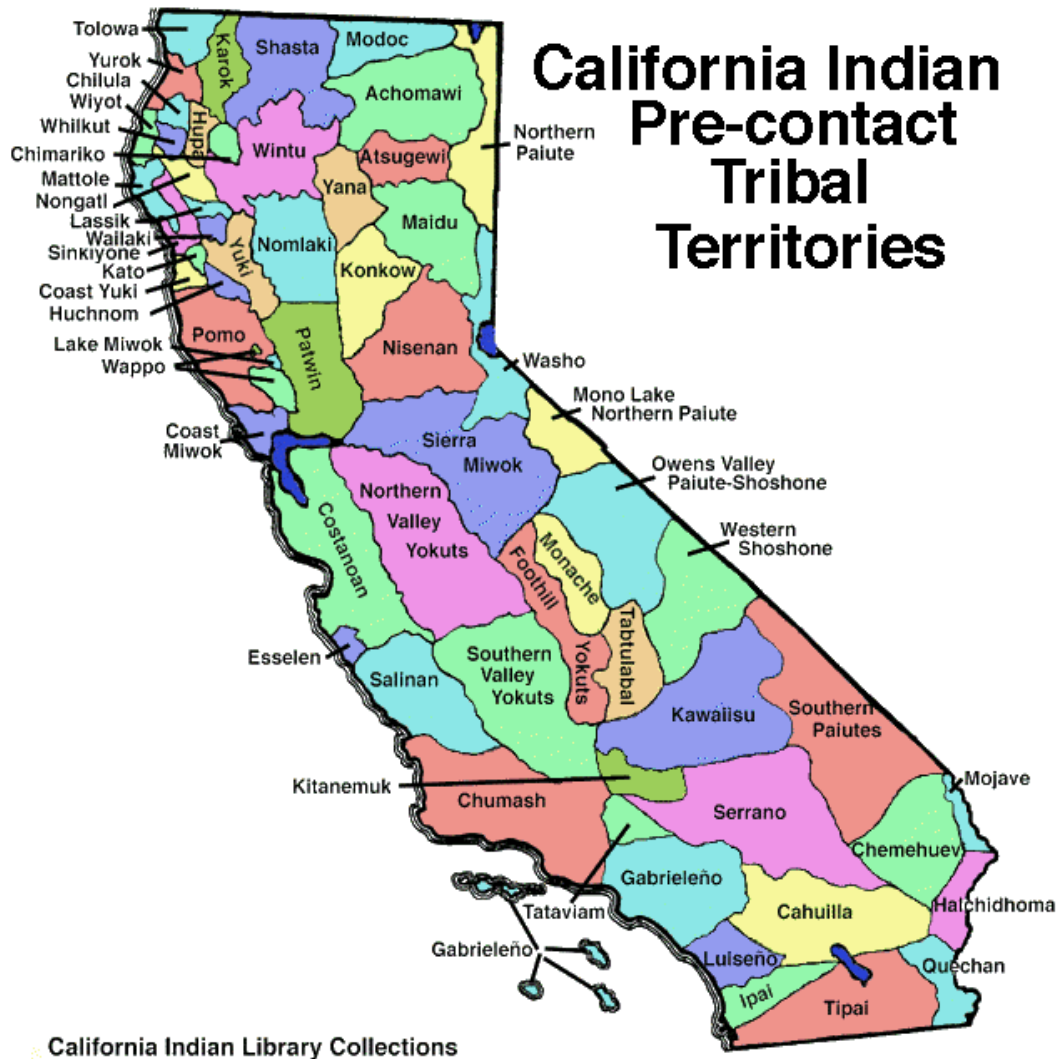 California Indian
Pre-contact
Tribal
Territories
Tolowa
Yurok
Chilula
Wiyot
Whilkut
Chimariko
Mattole
Nongatl
Lassik
Wailaki
Sinkiyone
Kato
Coast Yuki
Huchnom
Lake Miwok
Wappo
Coast
Miwok
Karok
Shasta
Modoc
Achomawi
Hupa
Wintu
Atsugewi
Yana
Northern
Paiute
Maidu
Yuki
Nomlaki
Konkow
Pomo
Patwin
Nisenan
Washo
Mono Lake
Northern Paiute
Sierra
Miwok
Owens Valley
Paiute-Shoshone
Western
Shoshone
Costanoan
Northern
Valley
Yokuts
Foothill
Yokuts
Monache
Tabtulabal
Esselen
Salinan
Southern
Valley
Yokuts
Kawaiisu
Southern
Paiutes
Kitanemuk
Chumash
Serrano
Mojave
Chemehuevi
Tataviam
Gabrieleño
Cahuilla
Halchidhoma
Gabrieleño
Luiseño
Quechan
Ipai
Tipai
California Indian Library Collections